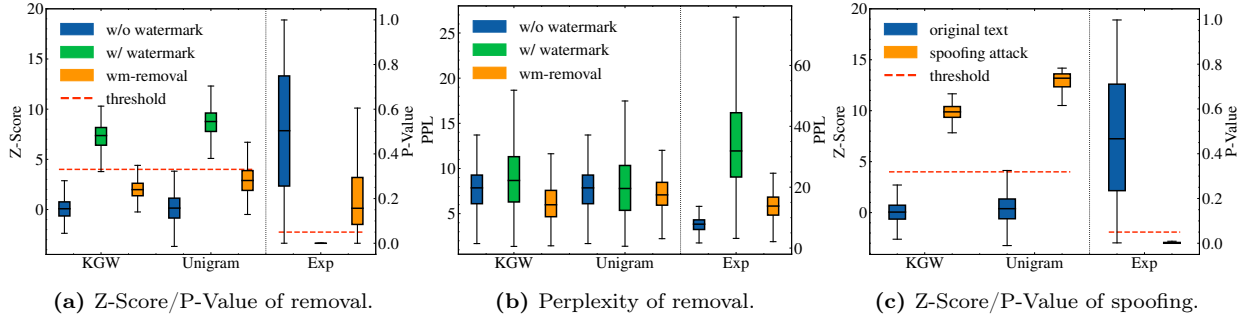 20
15
10
5
0
Z-Score
w/o watermark
w/ watermark
wm-removal
threshold
1.0
0.8
0.6
0.4
0.2
0.0
P-Value
KGW
Unigram
Exp
(a) Z-Score/P-Value of removal.
25
20
15
10
5
PPL
w/o watermark
w/ watermark
wm-removal
60
40
20
0
PPL
KGW
Unigram
Exp
(b) Perplexity of removal.
20
15
10
5
0
Z-Score
original text
spoofing attack
threshold
1.0
0.8
0.6
0.4
0.2
0.0
P-Value
KGW
Unigram
Exp
(c) Z-Score/P-Value of spoofing.